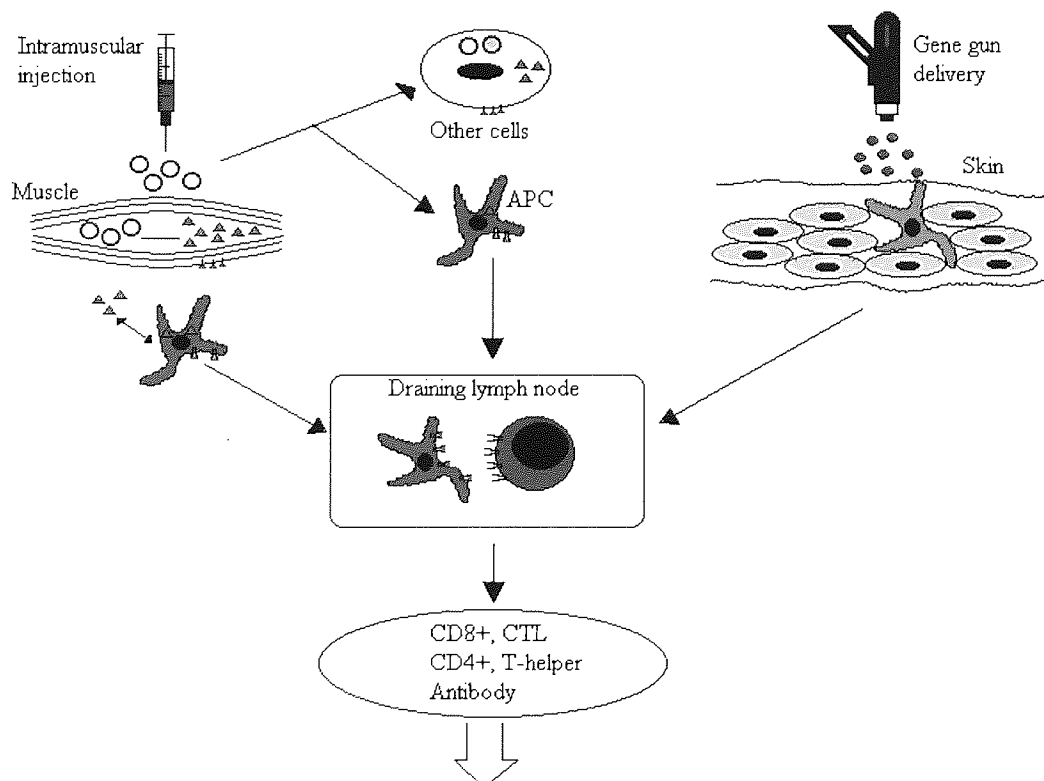 Intramuscular
injection
Gene gun
delivery
Other cells
Muscle
APC
Skin
Draining lymph node
CD8+, CTL
CD4+, T-helper
Antibody